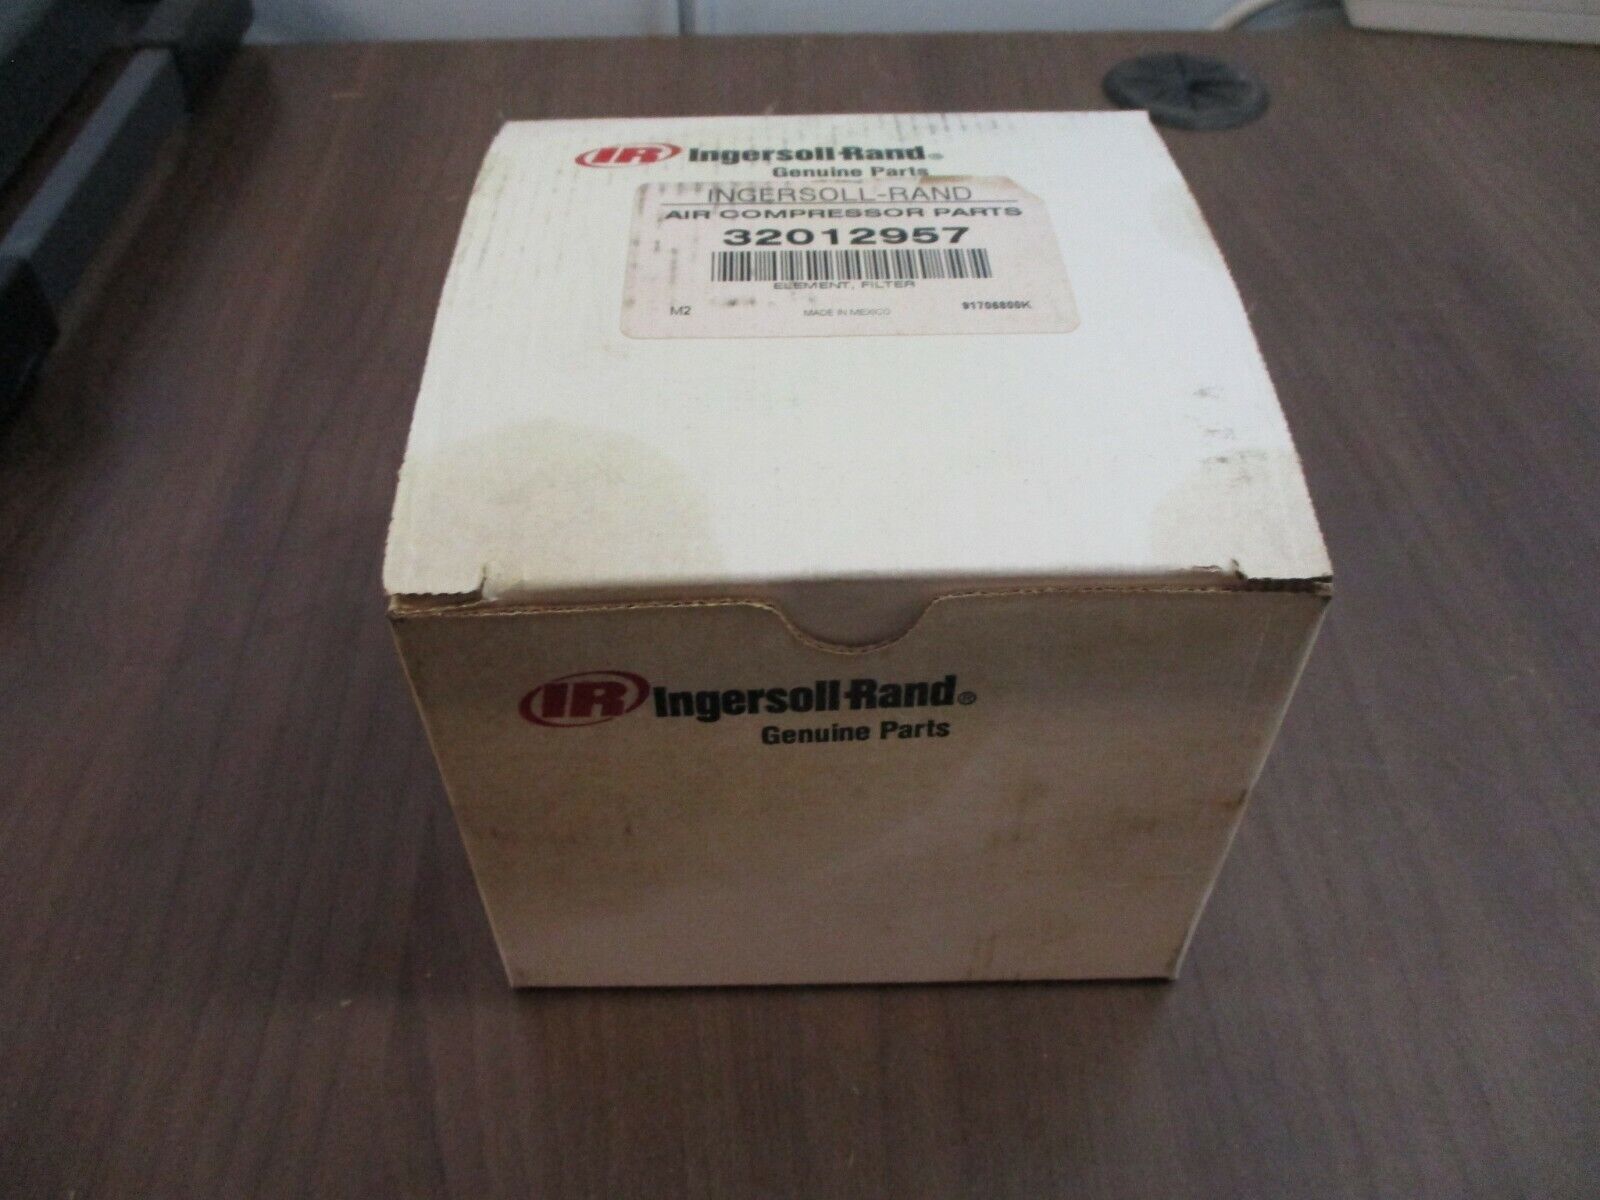 IR Ingersoll-Rand®
Genuine Parts
INGERSOLL-RAND
AIR COMPRESSOR PARTS
32012957
ELEMENT, FILTER
M2 MADE IN MEXICO 91706800K
IR Ingersoll-Rand®
Genuine Parts